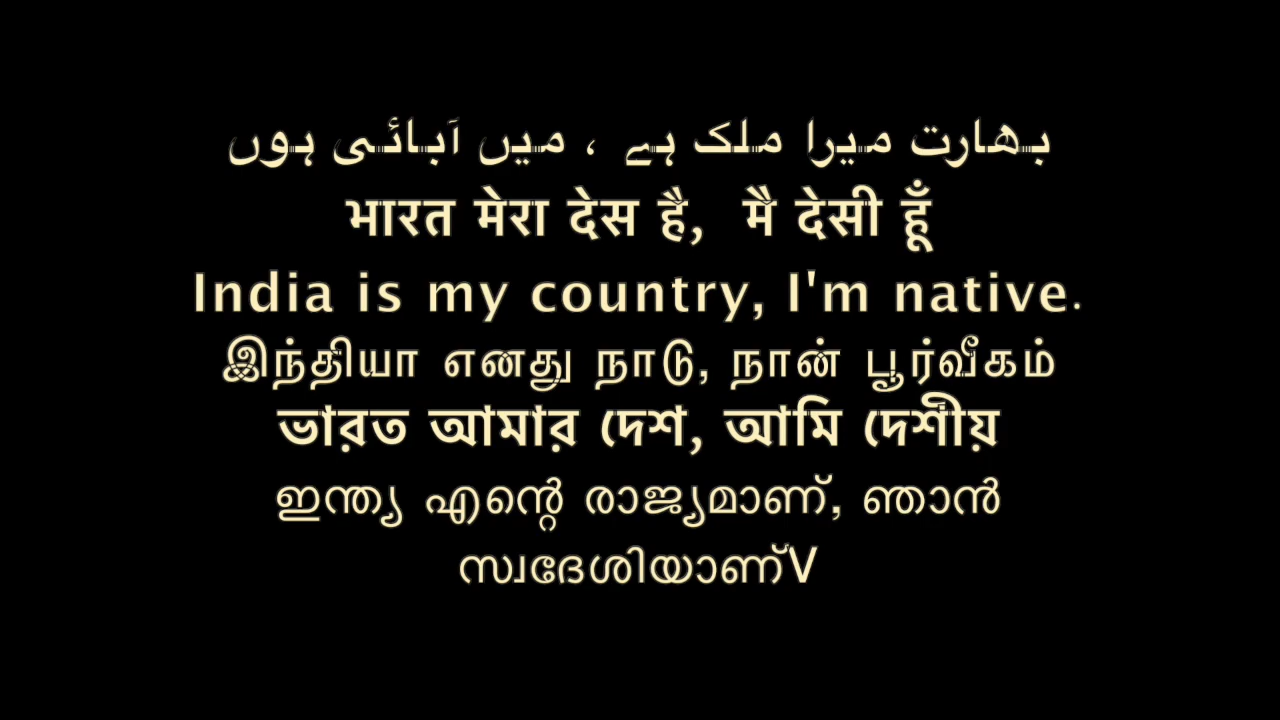 بھارت میرا ملک ہے ، میں آبائی ہوں
भारत मेरा देस है, मै देसी हूँ
India is my country, I'm native.
இந்தியா எனது நாடு, நான் பூர்வீகம்
ভারত আমার দেশ, আমি দেশীয়
ഇന്ത്യ എന്റെ രാജ്യമാണ്, ഞാൻ
സ്വദേശിയാണ്V